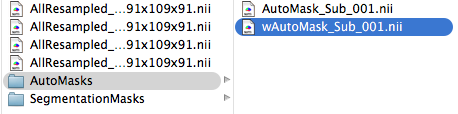 AllResampled_...91x109x91.nii
AllResampled_...91x109x91.nii
AllResampled_...91x109x91.nii
AllResampled_...91x109x91.nii
AutoMasks
SegmentationMasks
AutoMask_Sub_001.nii
wAutoMask_Sub_001.nii